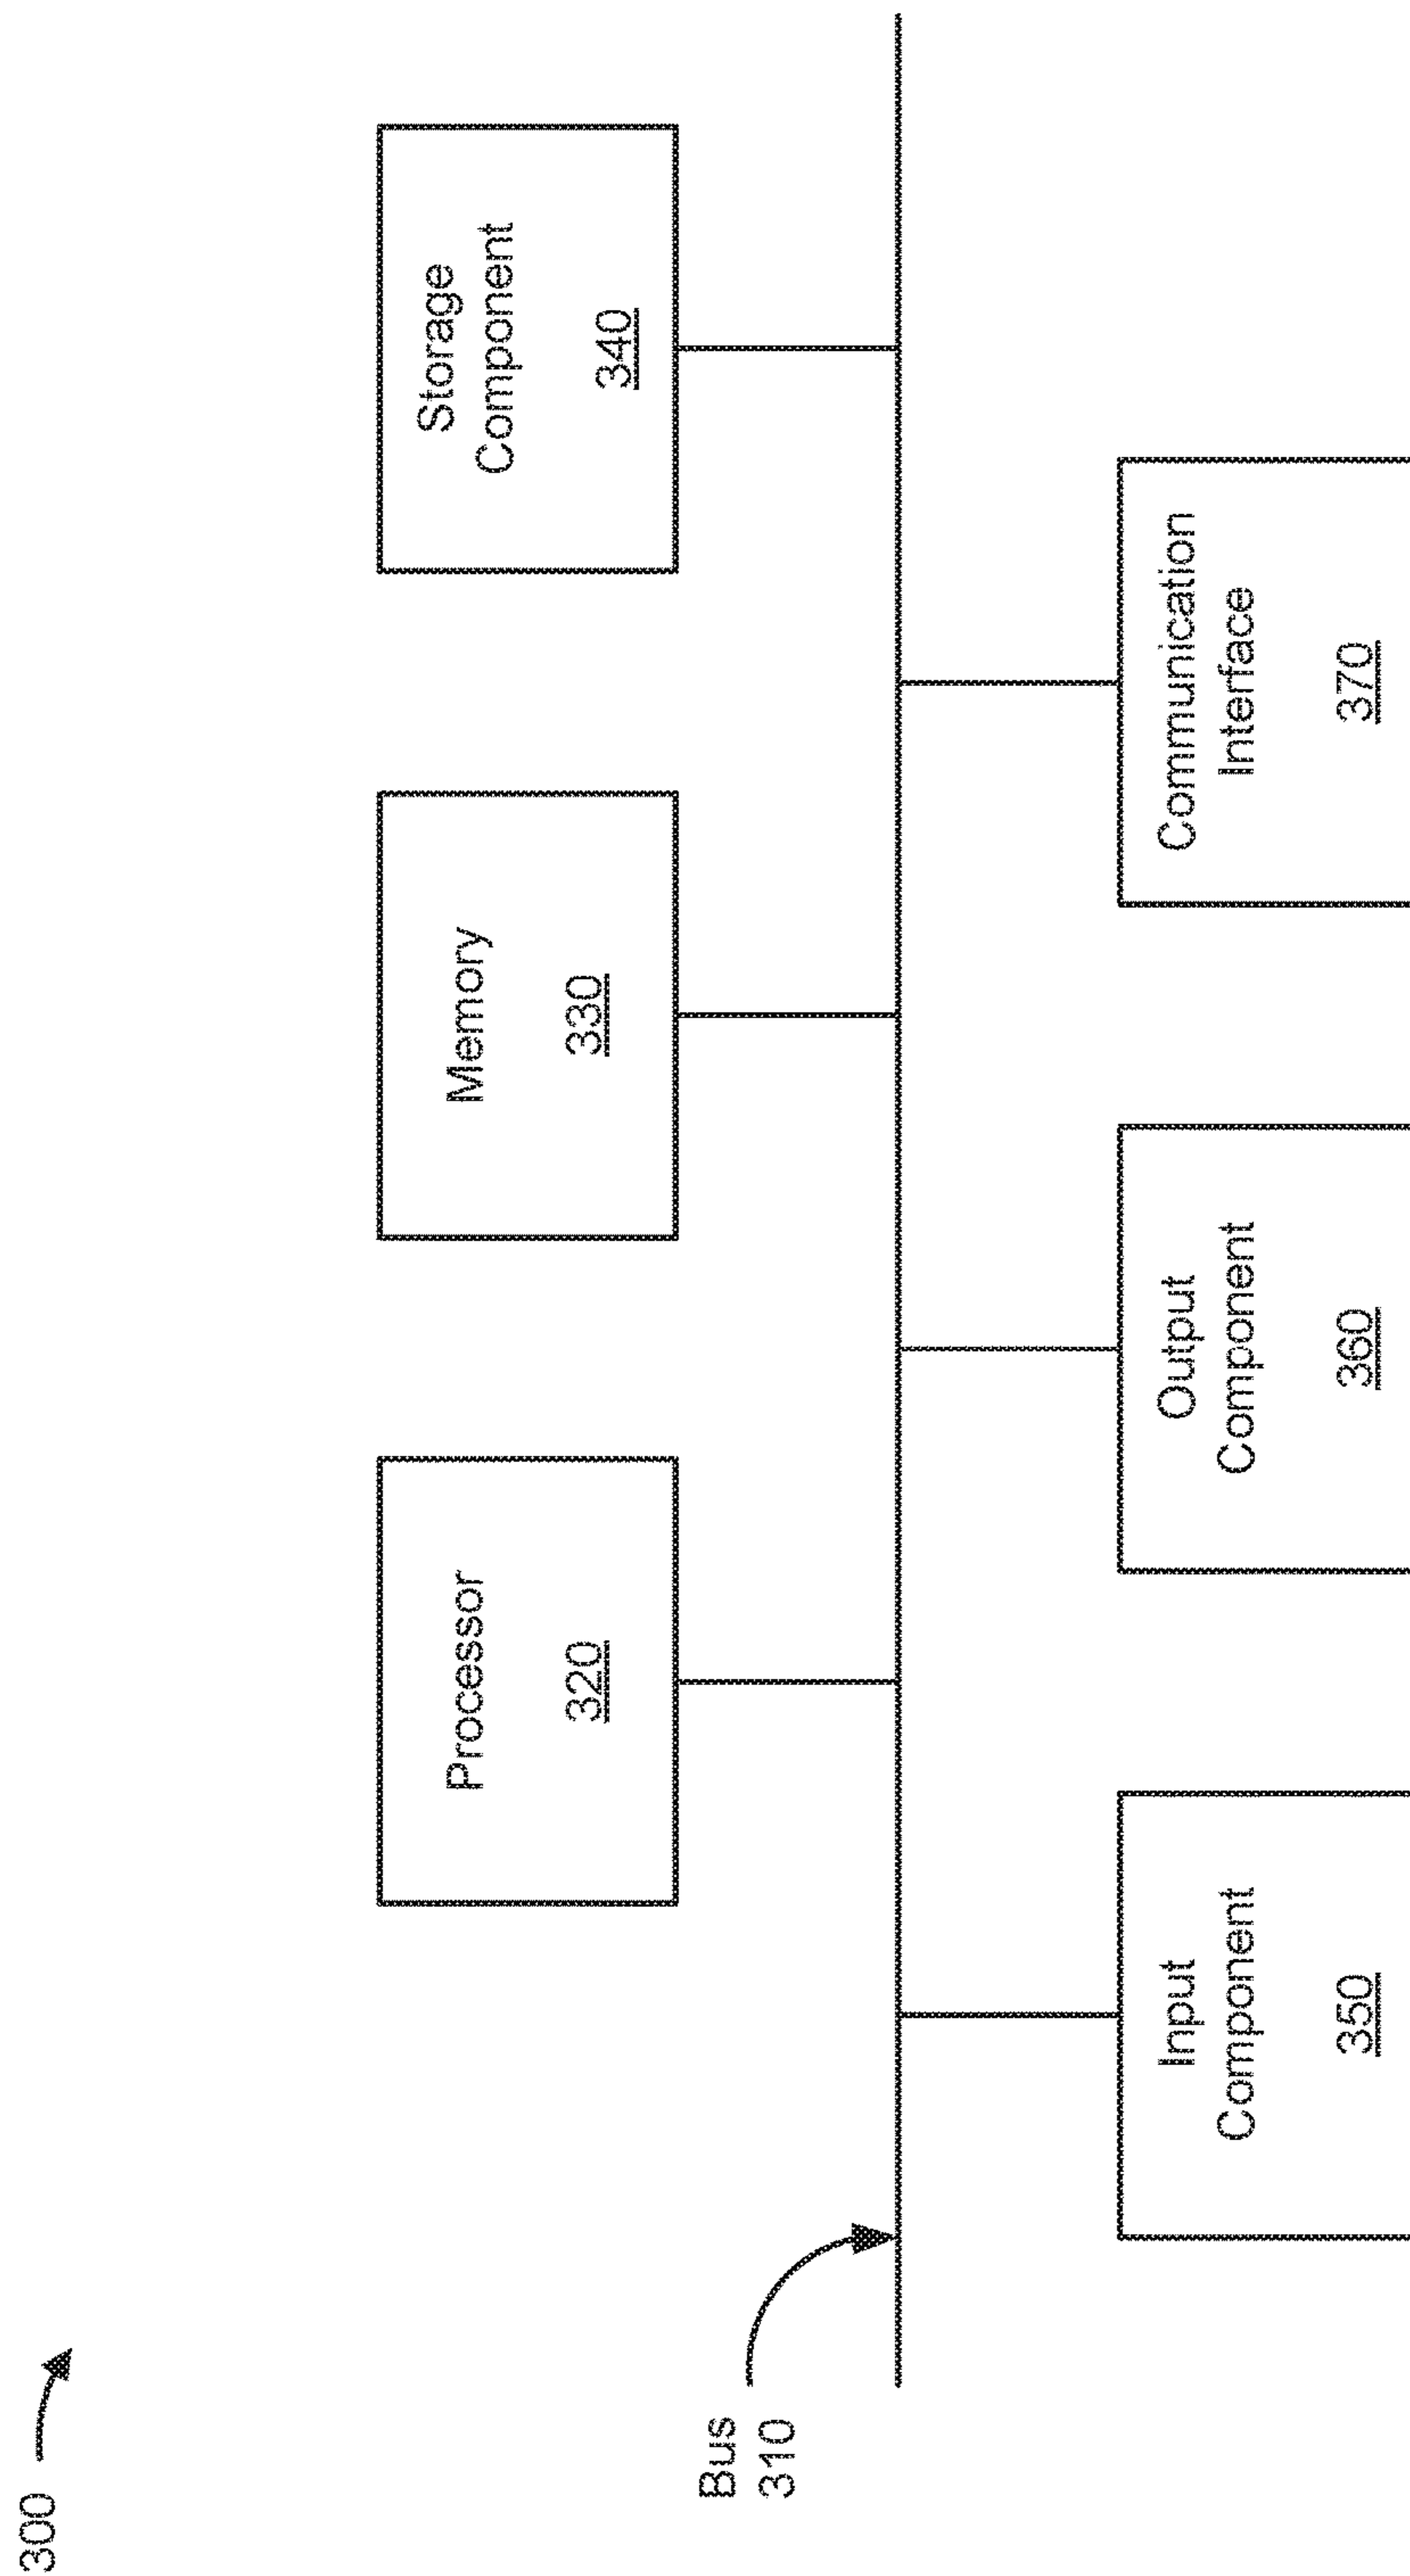 300
Bus
310
Processor
320
Memory
330
Storage
Component
340
Input
Component
350
Output
Component
360
Communication
Interface
370